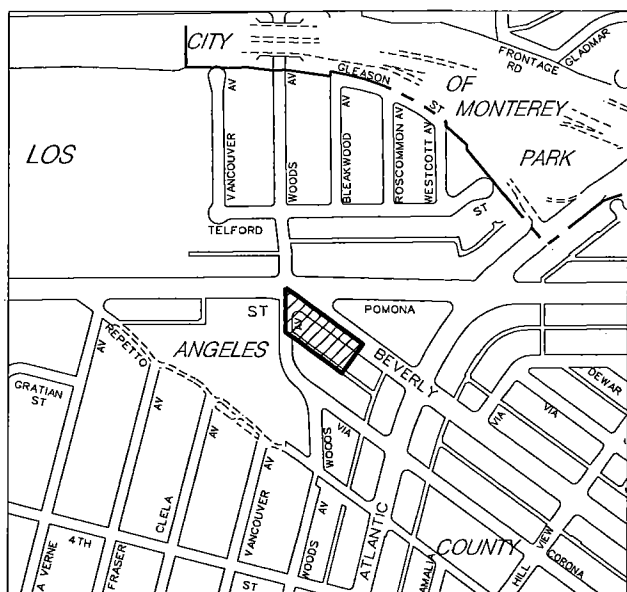 CITY
OF
MONTEREY
PARK
FRONTAGE
RD
GLADMAR
GLEASON
ST
LOS
VANCOUVER
AV
WOODS
AV
BLEAKWOOD
AV
ROSCOMMON AV
WESTCOTT AV
TELFORD
ST
ST
AV
POMONA
ANGELES
BEVERLY
REPETTO
AV
GRATIAN
ST
AV
CLELA
AV
VANCOUVER
AV
WOODS
AV
WOODS
VIA
ATLANTIC
VIA
VIA
DEWAR
4TH
ST
A VERNE
FRASER
COUNTY
AMALIA
HILL
VIEW
CORONA